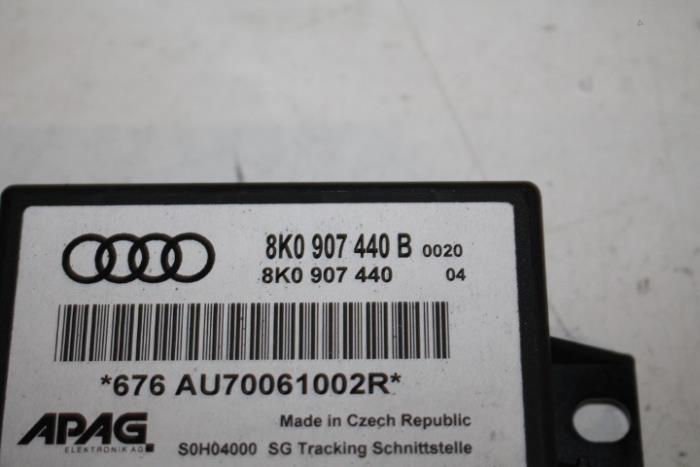 8K0 907 440 B 0020
8K0 907 440 04
*676 AU70061002R*
APAG Made in Czech Republic
ELEKTRONIK AG S0H04000 SG Tracking Schnittstelle